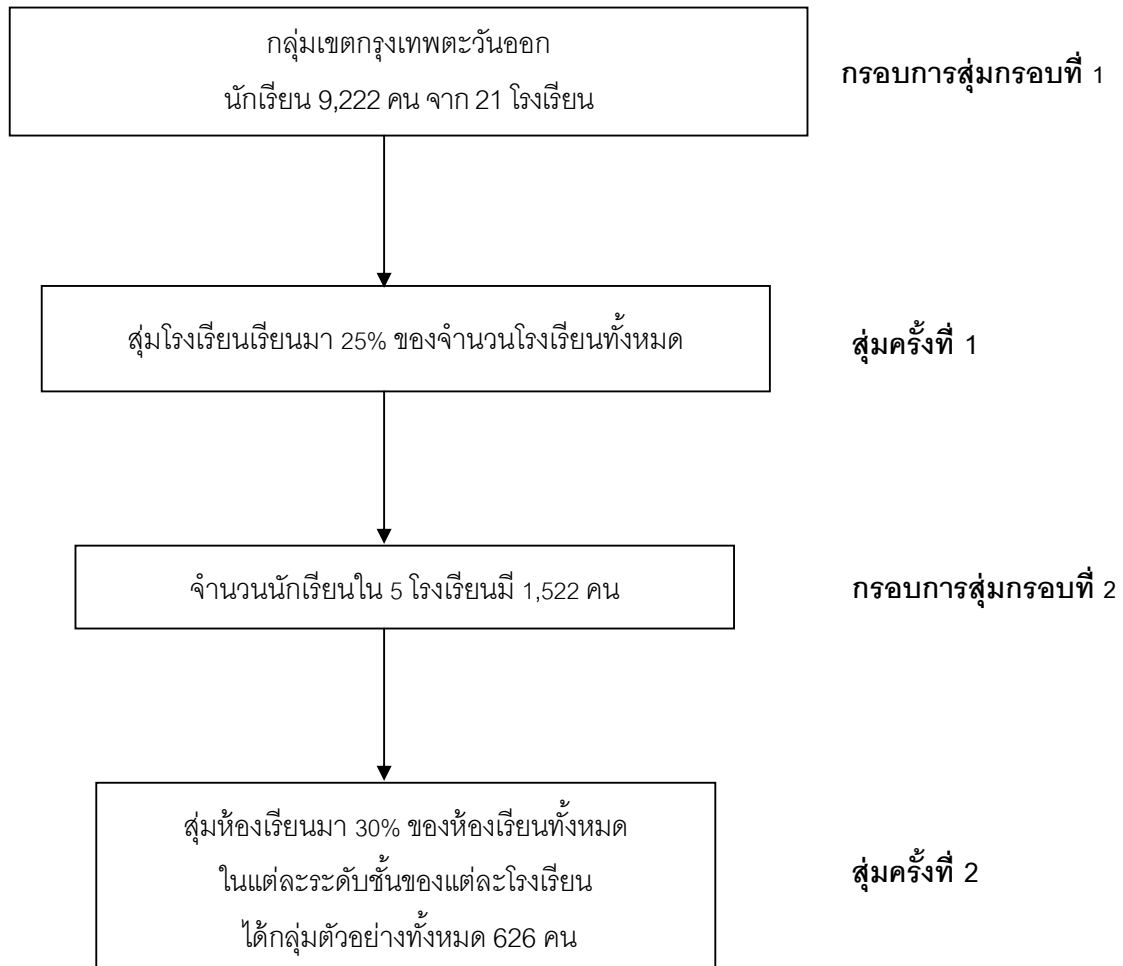 กลุ่มเขตกรุงเทพตะวันออก
นักเรียน 9,222 คน จาก 21 โรงเรียน
กรอบการสุ่มกรอบที่ 1
สุ่มโรงเรียนเรียนมา 25% ของจำนวนโรงเรียนทั้งหมด
สุ่มครั้งที่ 1
จำนวนนักเรียนใน 5 โรงเรียนมี 1,522 คน
กรอบการสุ่มกรอบที่ 2
สุ่มห้องเรียนมา 30% ของห้องเรียนทั้งหมด
ในแต่ละระดับชั้นของแต่ละโรงเรียน
ได้กลุ่มตัวอย่างทั้งหมด 626 คน
สุ่มครั้งที่ 2